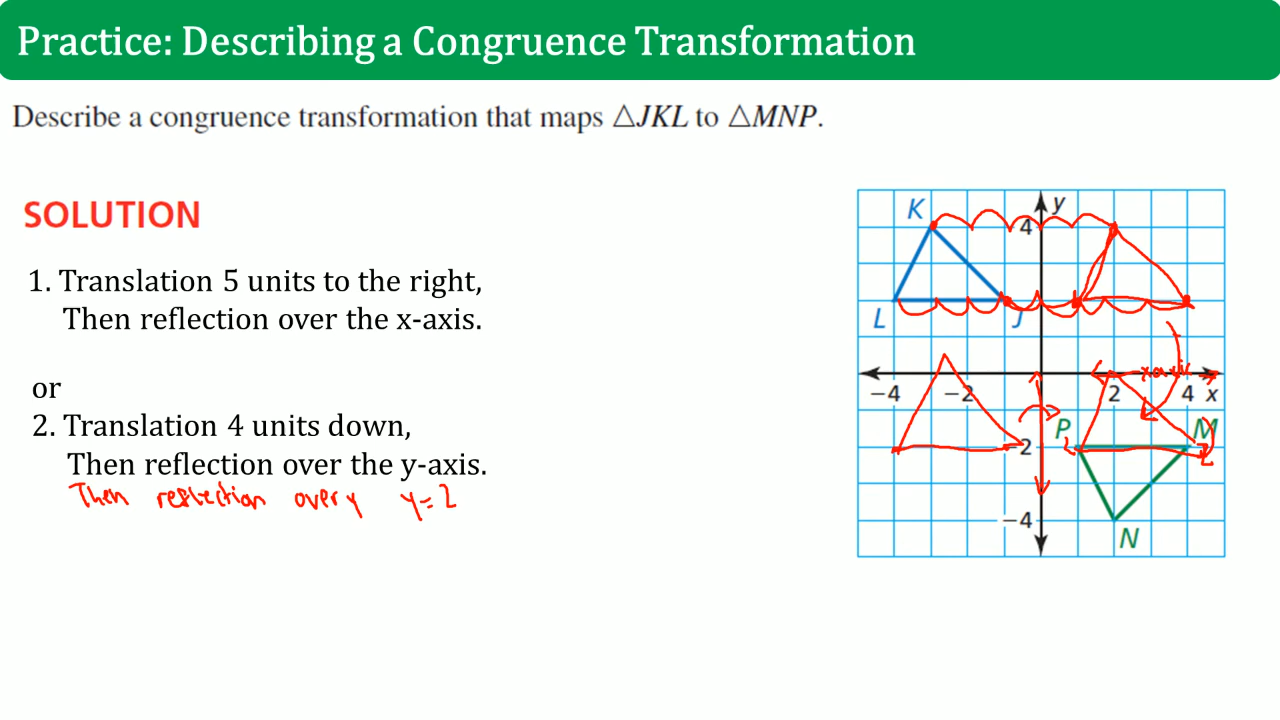 Practice: Describing a Congruence Transformation
Describe a congruence transformation that maps △JKL to △MNP.
SOLUTION
1. Translation 5 units to the right,
Then reflection over the x-axis.
or
2. Translation 4 units down,
Then reflection over the y-axis.
Then reflection over y y=2
K
y
4
L
J
x-axis
−4
−2
2
4
x
P
M
−2
−4
N